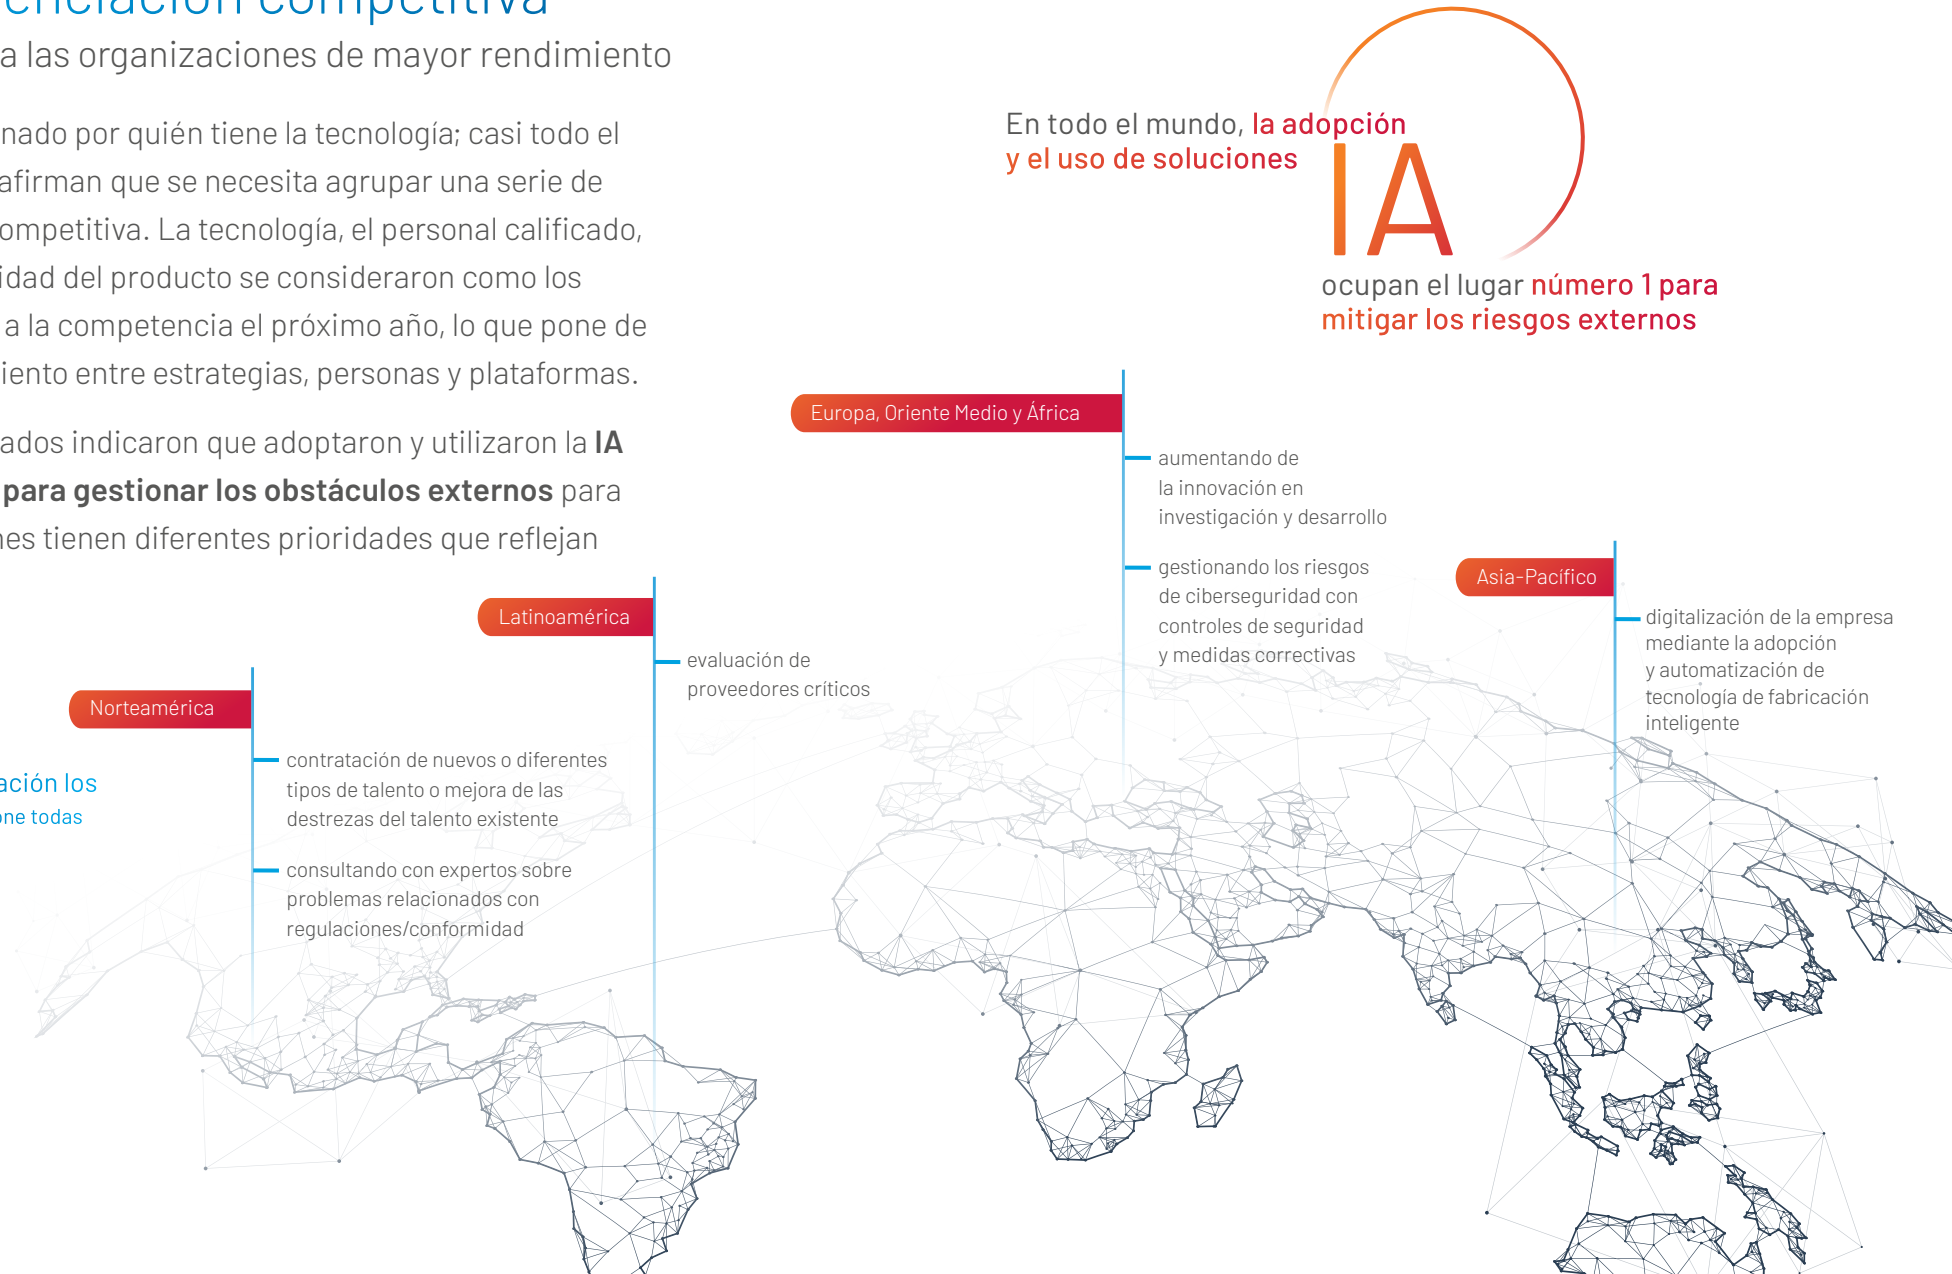 a las organizaciones de mayor rendimiento
nado por quién tiene la tecnología; casi todo el
afirman que se necesita agrupar una serie de
ompetitiva. La tecnología, el personal calificado,
idad del producto se consideraron como los
a la competencia el próximo año, lo que pone de
iento entre estrategias, personas y plataformas.
ados indicaron que adoptaron y utilizaron la IA
para gestionar los obstáculos externos para
nes tienen diferentes prioridades que reflejan
ación los
one todas
En todo el mundo, la adopción
y el uso de soluciones
IA
ocupan el lugar número 1 para
mitigar los riesgos externos
Norteamérica
contratación de nuevos o diferentes
tipos de talento o mejora de las
destrezas del talento existente
consultando con expertos sobre
problemas relacionados con
regulaciones/conformidad
Latinoamérica
evaluación de
proveedores críticos
Europa, Oriente Medio y África
aumentando de
la innovación en
investigación y desarrollo
gestionando los riesgos
de ciberseguridad con
controles de seguridad
y medidas correctivas
Asia-Pacífico
digitalización de la empresa
mediante la adopción
y automatización de
tecnología de fabricación
inteligente